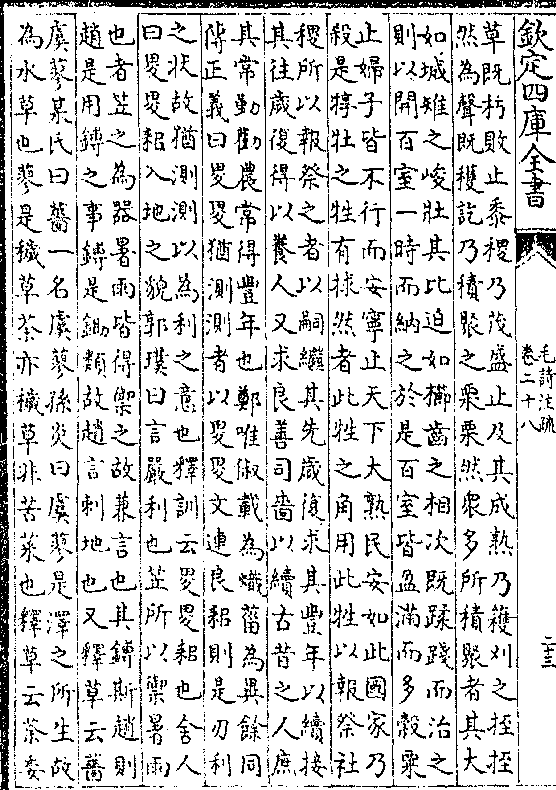 欽定四庫全書
毛詩注疏
卷二十八
二三
草既朽敗止黍稷乃茂盛止及其成熟乃穫刈之挃挃
然為聲既穫訖乃積聚之栗栗然衆多所積聚者其大
如城雉之峻壯其比迫如櫛齒之相次既蹂踐而治之
則以開百室一時而納之於是百室皆盈滿而多穀粟
止婦子皆不行而安寧止天下大熟民安如此國家乃
殺是犉牡之牲有捄然者此牲之角用此牲以報祭社
稷所以報祭之者以嗣繼其先歲復求其豐年以續接
其往歲復得以養人又求良善司嗇以續古昔之人庶
其常勤勸農常得豐年也鄭唯俶載為熾菑為異餘同
傳正義曰畟畟猶測測者以畟畟文連良耜則是刃利
之狀故猶測測以為利之意也釋訓云畟畟耜也舍人
曰畟畟耜入地之貌郭璞曰言嚴利也笠所以禦暑雨
也者笠之為器暑雨皆得禦之故兼言也其鎛斯趙則
趙是用鎛之事鎛是鋤類故趙言刺地也又釋草云薔
虞蓼某氏曰薔一名虞蓼孫炎曰虞蓼是澤之所生故
為水草也蓼是穢草荼亦穢草非苦菜也釋草云荼委